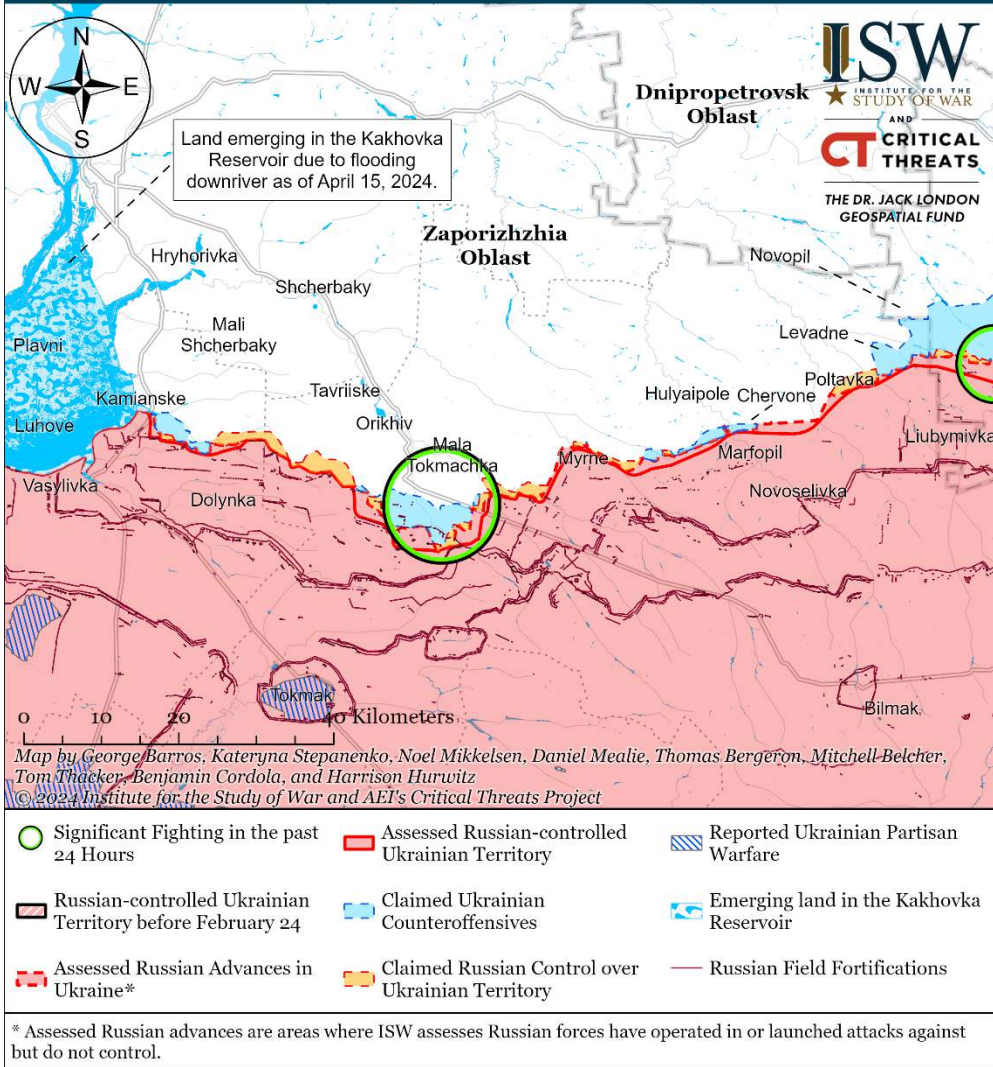 N
W
E
S
ISW
INSTITUTE FOR THE
STUDY OF WAR
AND
CT CRITICAL
THREATS
THE DR. JACK LONDON
GEOSPATIAL FUND
Dnipropetrovsk
Oblast
Land emerging in the Kakhovka
Reservoir due to flooding
downriver as of April 15, 2024.
Zaporizhzhia
Oblast
Hryhorivka
Novopil
Shcherbaky
Mali
Shcherbaky
Levadne
Plavni
Tavriiske
Poltavka
Kamianske
Hulyaipole
Chervone
Orikhiv
Luhove
Mala
Tokmachka
Liubymivka
Myrne
Marfopil
Vasylivka
Dolynka
Novoselivka
Tokmak
Bilmak
0 10 20 40 Kilometers
Map by George Barros, Kateryna Stepanenko, Noel Mikkelsen, Daniel Mealie, Thomas Bergeron, Mitchell Belcher,
Tom Thacker, Benjamin Cordola, and Harrison Hurwitz
© 2024 Institute for the Study of War and AEI's Critical Threats Project
Significant Fighting in the past
24 Hours
Assessed Russian-controlled
Ukrainian Territory
Reported Ukrainian Partisan
Warfare
Russian-controlled Ukrainian
Territory before February 24
Claimed Ukrainian
Counteroffensives
Emerging land in the Kakhovka
Reservoir
Assessed Russian Advances in
Ukraine*
Claimed Russian Control over
Ukrainian Territory
Russian Field Fortifications
* Assessed Russian advances are areas where ISW assesses Russian forces have operated in or launched attacks against
but do not control.